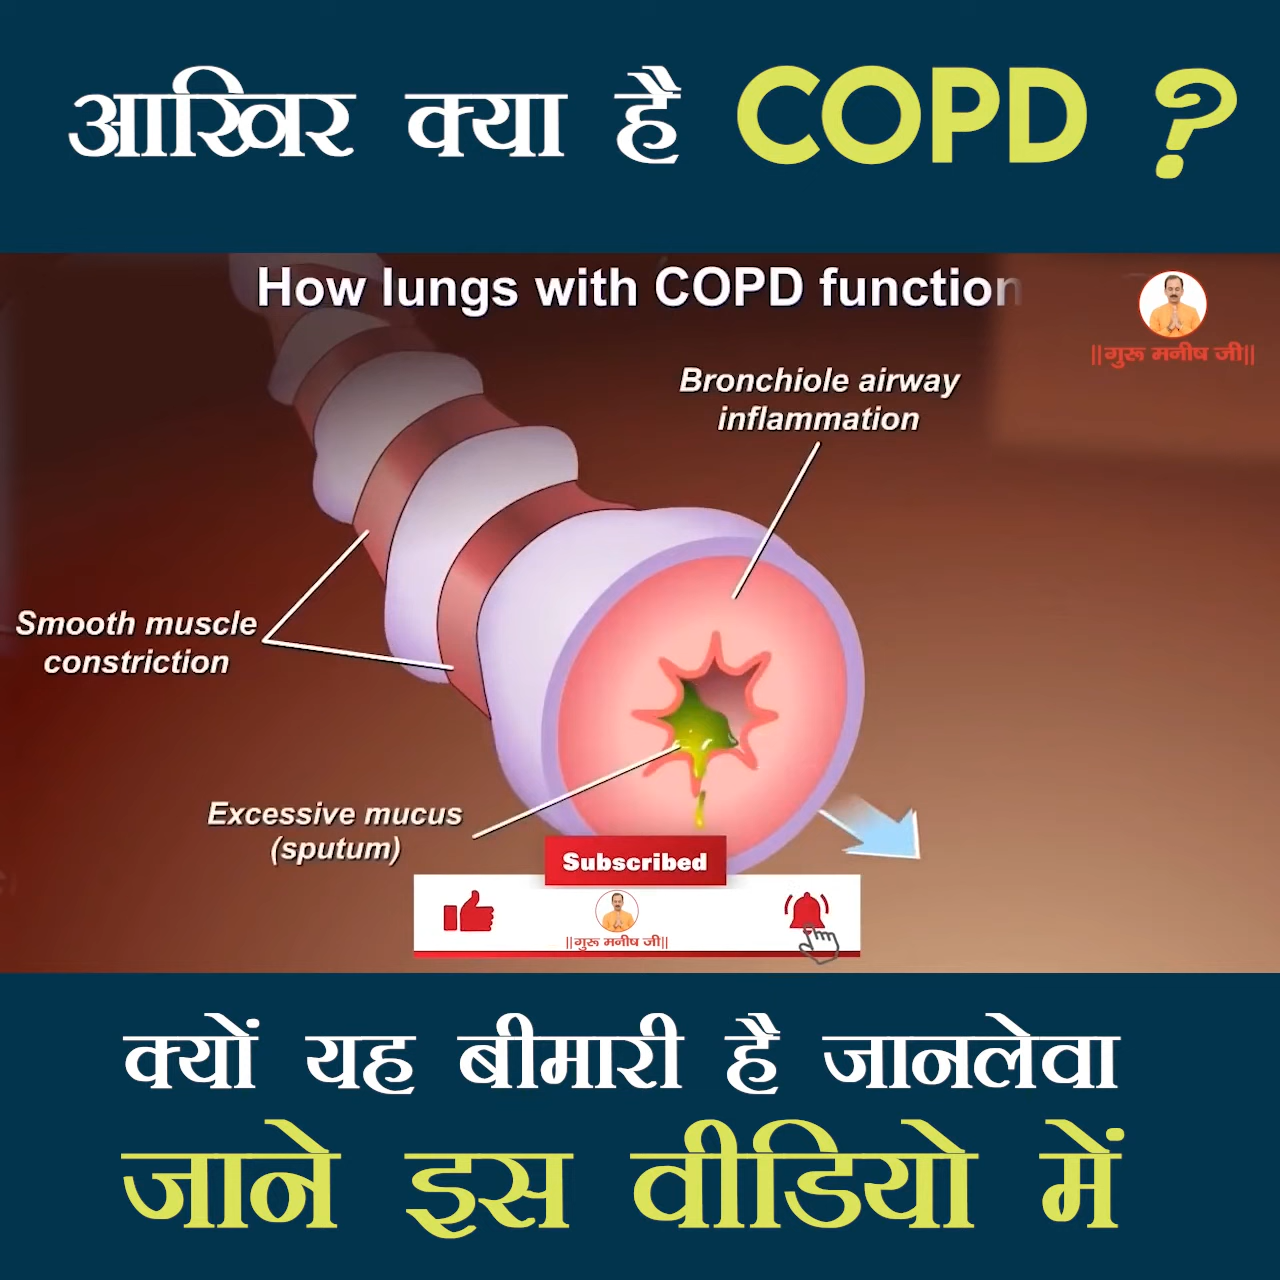 आखिर क्या है COPD ?
How lungs with COPD function
||गुरू मनीष जी||
Bronchiole airway
inflammation
Smooth muscle
constriction
Excessive mucus
(sputum)
Subscribed
||गुरू मनीष जी||
क्यों यह बीमारी है जानलेवा
जाने इस वीडियो में